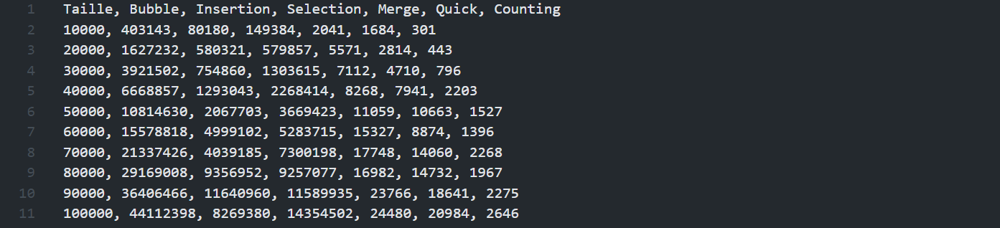 1 Taille, Bubble, Insertion, Selection, Merge, Quick, Counting
2 10000, 403143, 80180, 149384, 2041, 1684, 301
3 20000, 1627232, 580321, 579857, 5571, 2814, 443
4 30000, 3921502, 754860, 1303615, 7112, 4710, 796
5 40000, 6668857, 1293043, 2268414, 8268, 7941, 2203
6 50000, 10814630, 2067703, 3669423, 11059, 10663, 1527
7 60000, 15578818, 4999102, 5283715, 15327, 8874, 1396
8 70000, 21337426, 4039185, 7300198, 17748, 14060, 2268
9 80000, 29169008, 9356952, 9257077, 16982, 14732, 1967
10 90000, 36406466, 11640960, 11589935, 23766, 18641, 2275
11 100000, 44112398, 8269380, 14354502, 24480, 20984, 2646